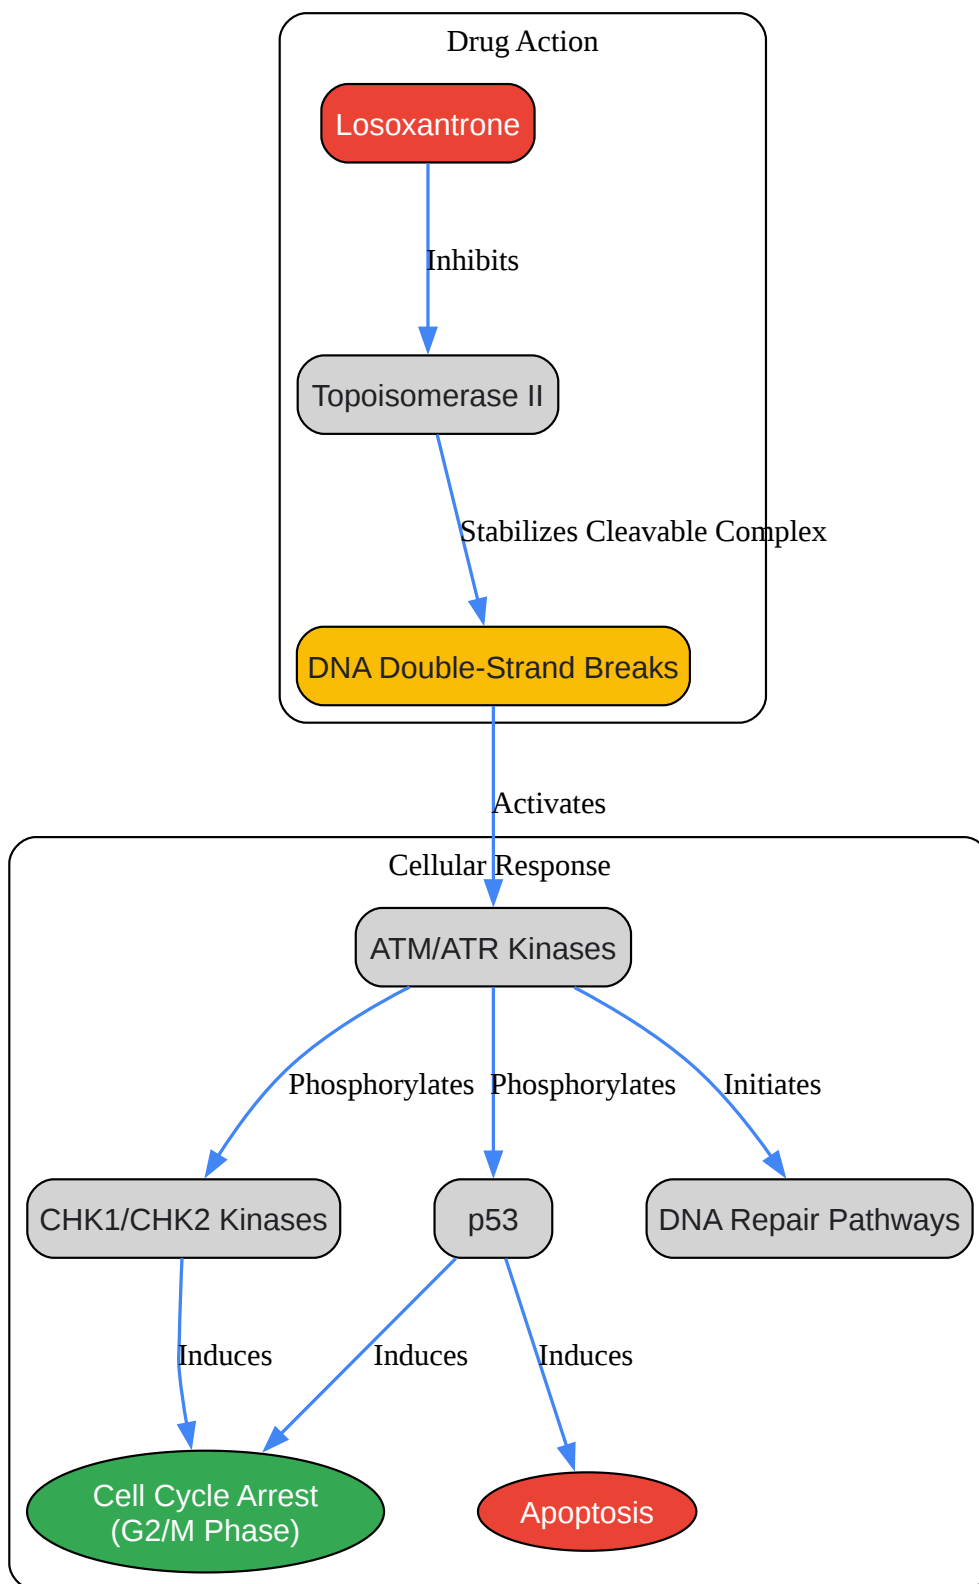 Drug Action
Losoxantrone
Inhibits
Topoisomerase II
Stabilizes Cleavable Complex
DNA Double-Strand Breaks
Activates
Cellular Response
ATM/ATR Kinases
Phosphorylates
Phosphorylates
Initiates
CHK1/CHK2 Kinases
p53
DNA Repair Pathways
Induces
Induces
Induces
Cell Cycle Arrest
(G2/M Phase)
Apoptosis